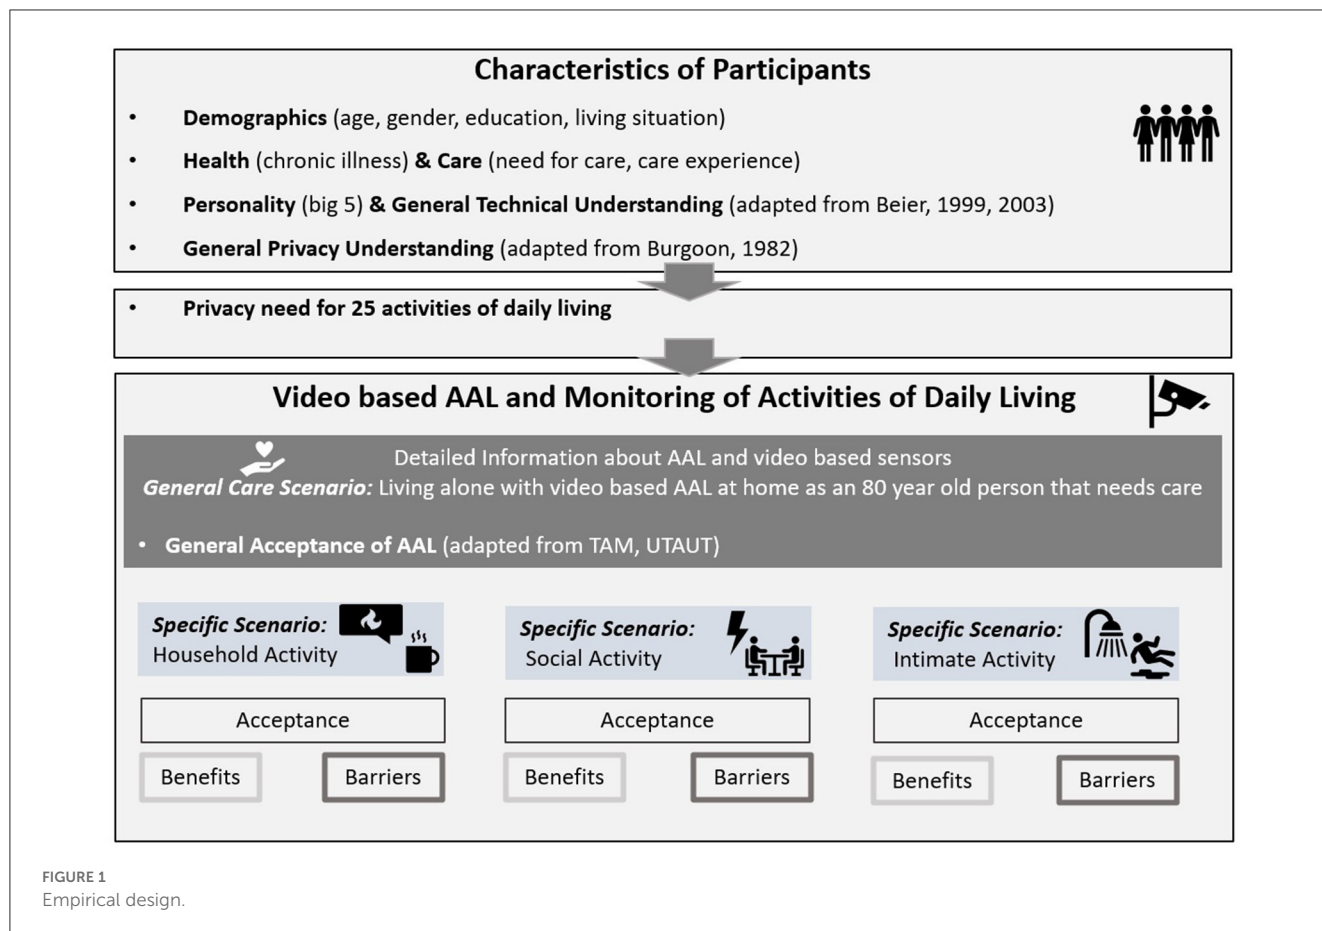 Characteristics of Participants
• Demographics (age, gender, education, living situation)
• Health (chronic illness) & Care (need for care, care experience)
• Personality (big 5) & General Technical Understanding (adapted from Beier, 1999, 2003)
• General Privacy Understanding (adapted from Burgoon, 1982)
• Privacy need for 25 activities of daily living
Video based AAL and Monitoring of Activities of Daily Living
Detailed Information about AAL and video based sensors
General Care Scenario: Living alone with video based AAL at home as an 80 year old person that needs care
• General Acceptance of AAL (adapted from TAM, UTAUT)
Specific Scenario:
Household Activity
Acceptance
Benefits
Barriers
Specific Scenario:
Social Activity
Acceptance
Benefits
Barriers
Specific Scenario:
Intimate Activity
Acceptance
Benefits
Barriers
FIGURE 1
Empirical design.